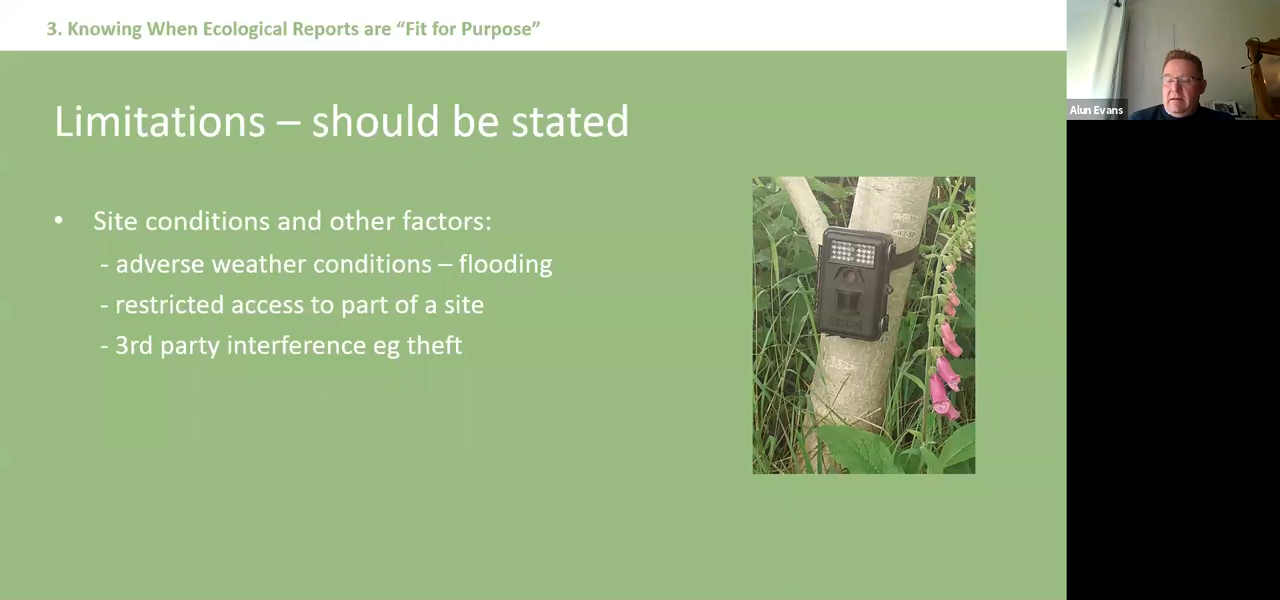 3. Knowing When Ecological Reports are “Fit for Purpose”
Limitations – should be stated
• Site conditions and other factors:
- adverse weather conditions – flooding
- restricted access to part of a site
- 3rd party interference eg theft
Alun Evans